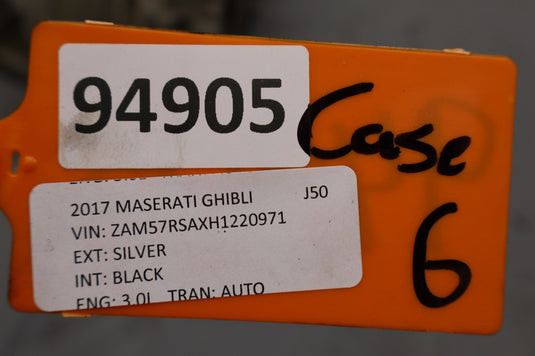 94905
Case
6
2017 MASERATI GHIBLI J50
VIN: ZAM57RSAXH1220971
EXT: SILVER
INT: BLACK
ENG: 3.0L TRAN: AUTO